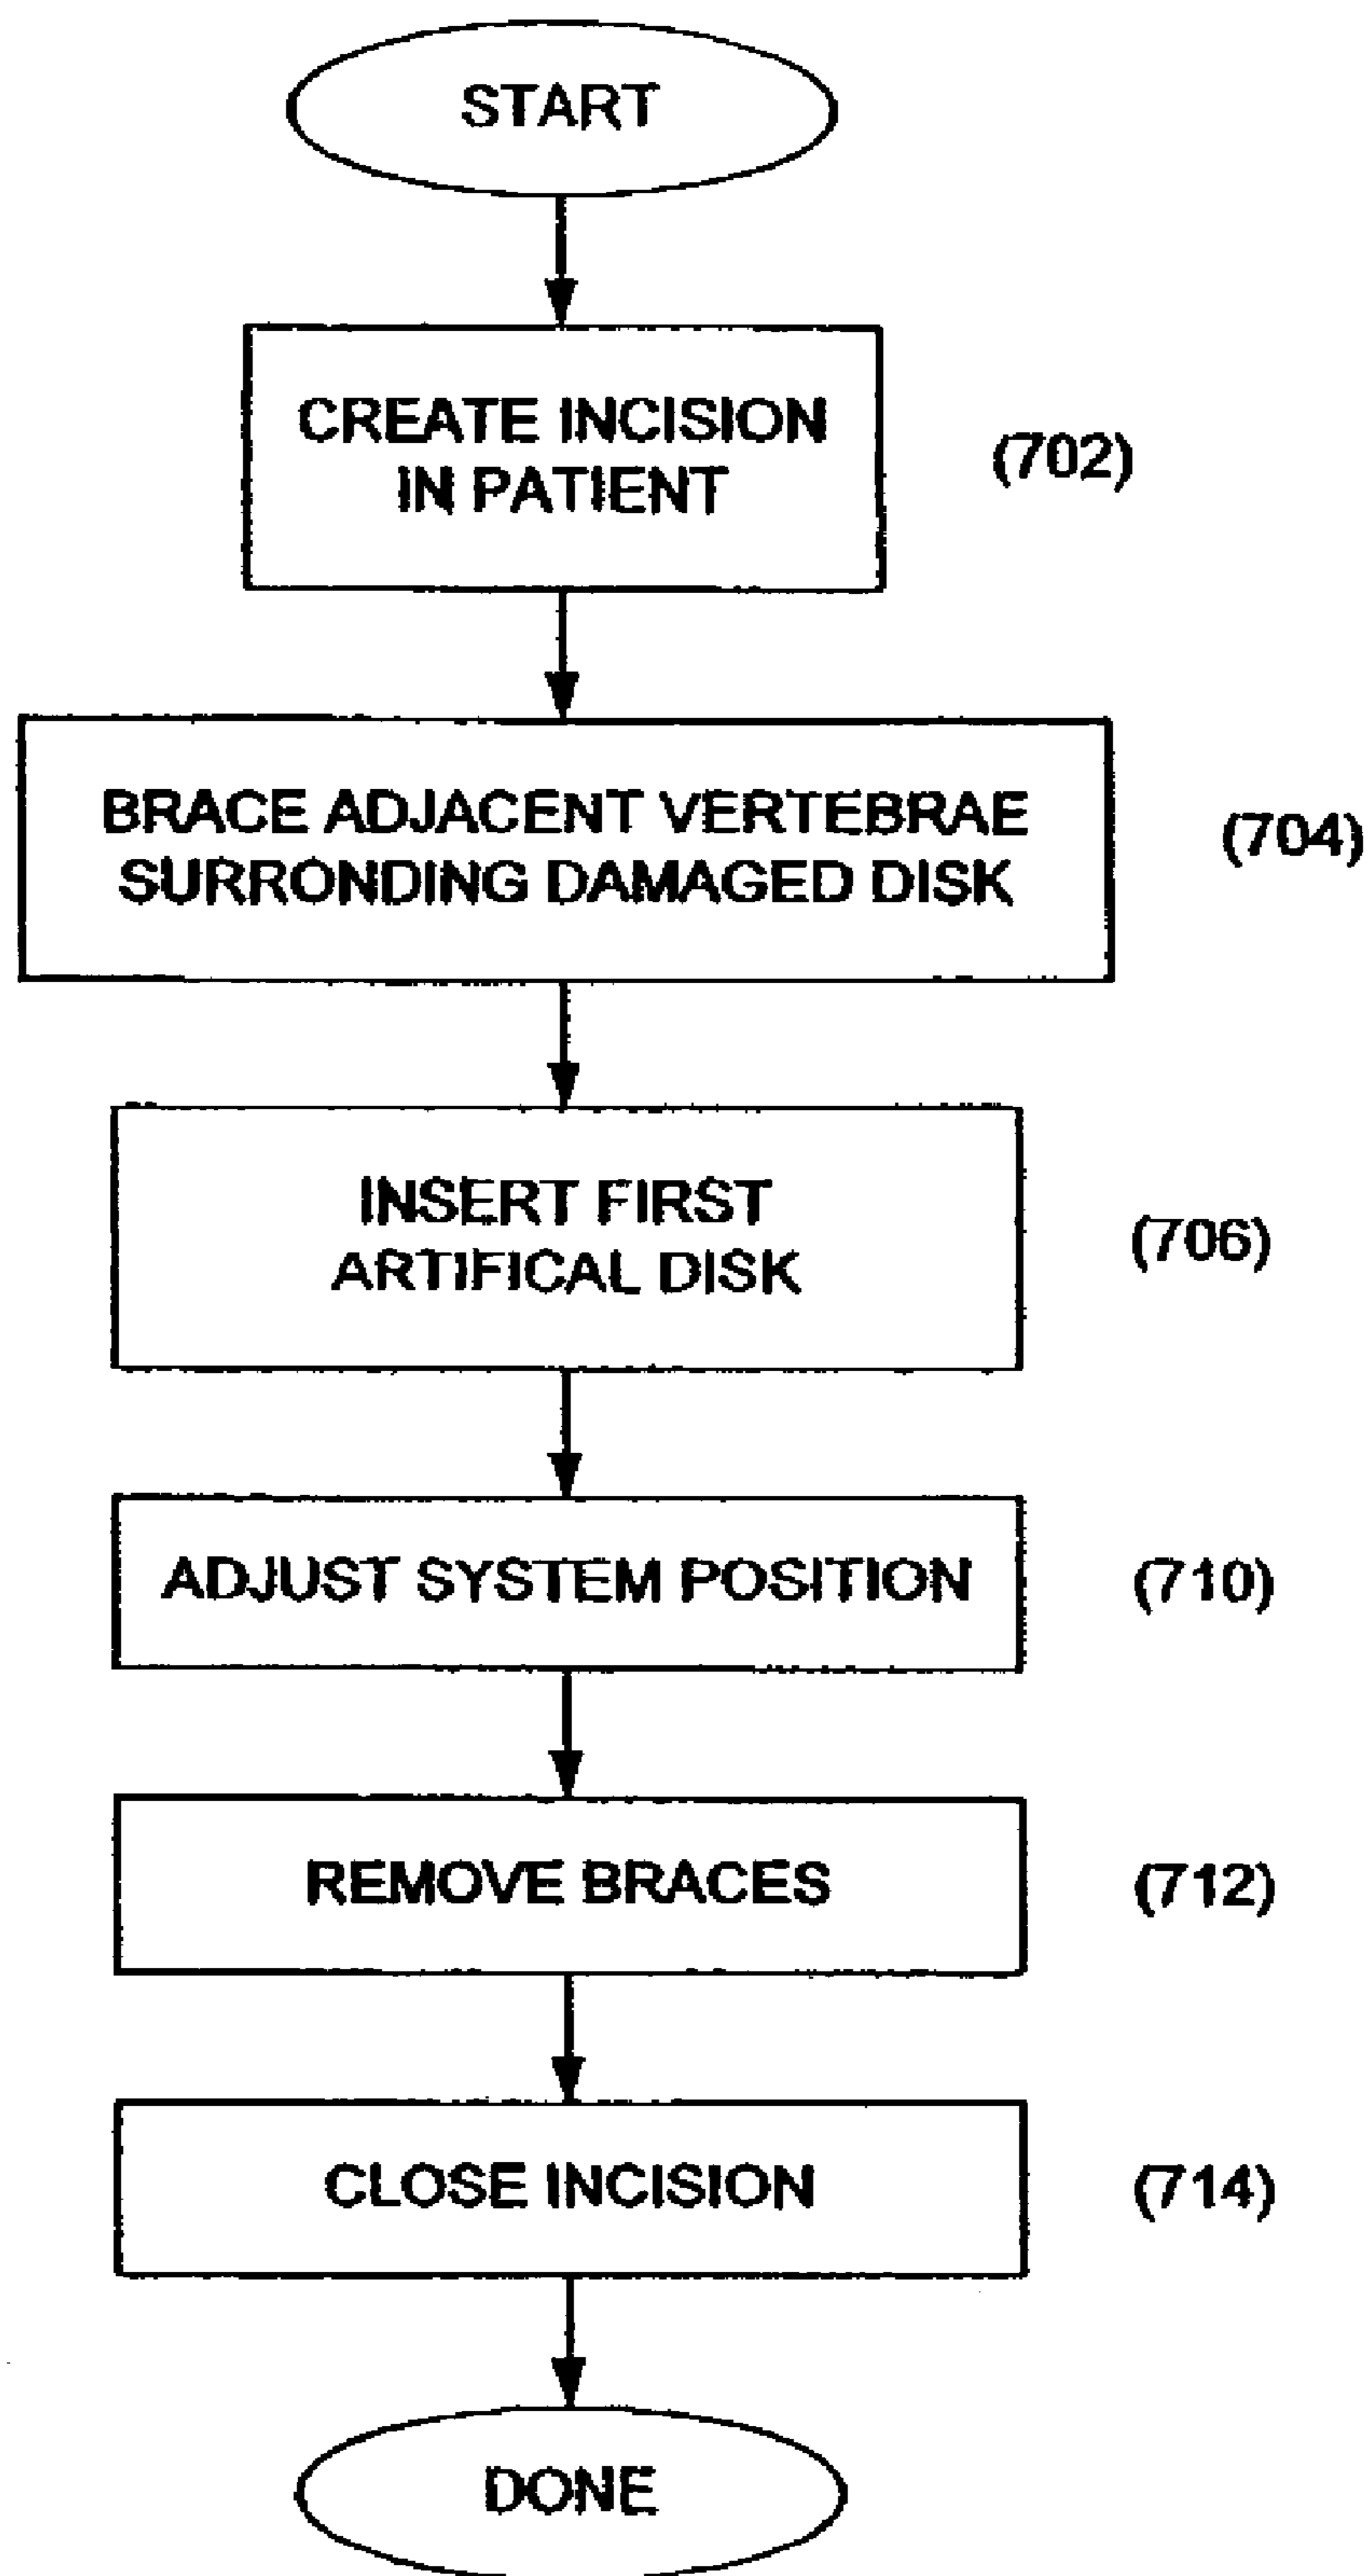 START
CREATE INCISION
IN PATIENT
(702)
BRACE ADJACENT VERTEBRAE
SURRONDING DAMAGED DISK
(704)
INSERT FIRST
ARTIFICAL DISK
(706)
ADJUST SYSTEM POSITION
(710)
REMOVE BRACES
(712)
CLOSE INCISION
(714)
DONE